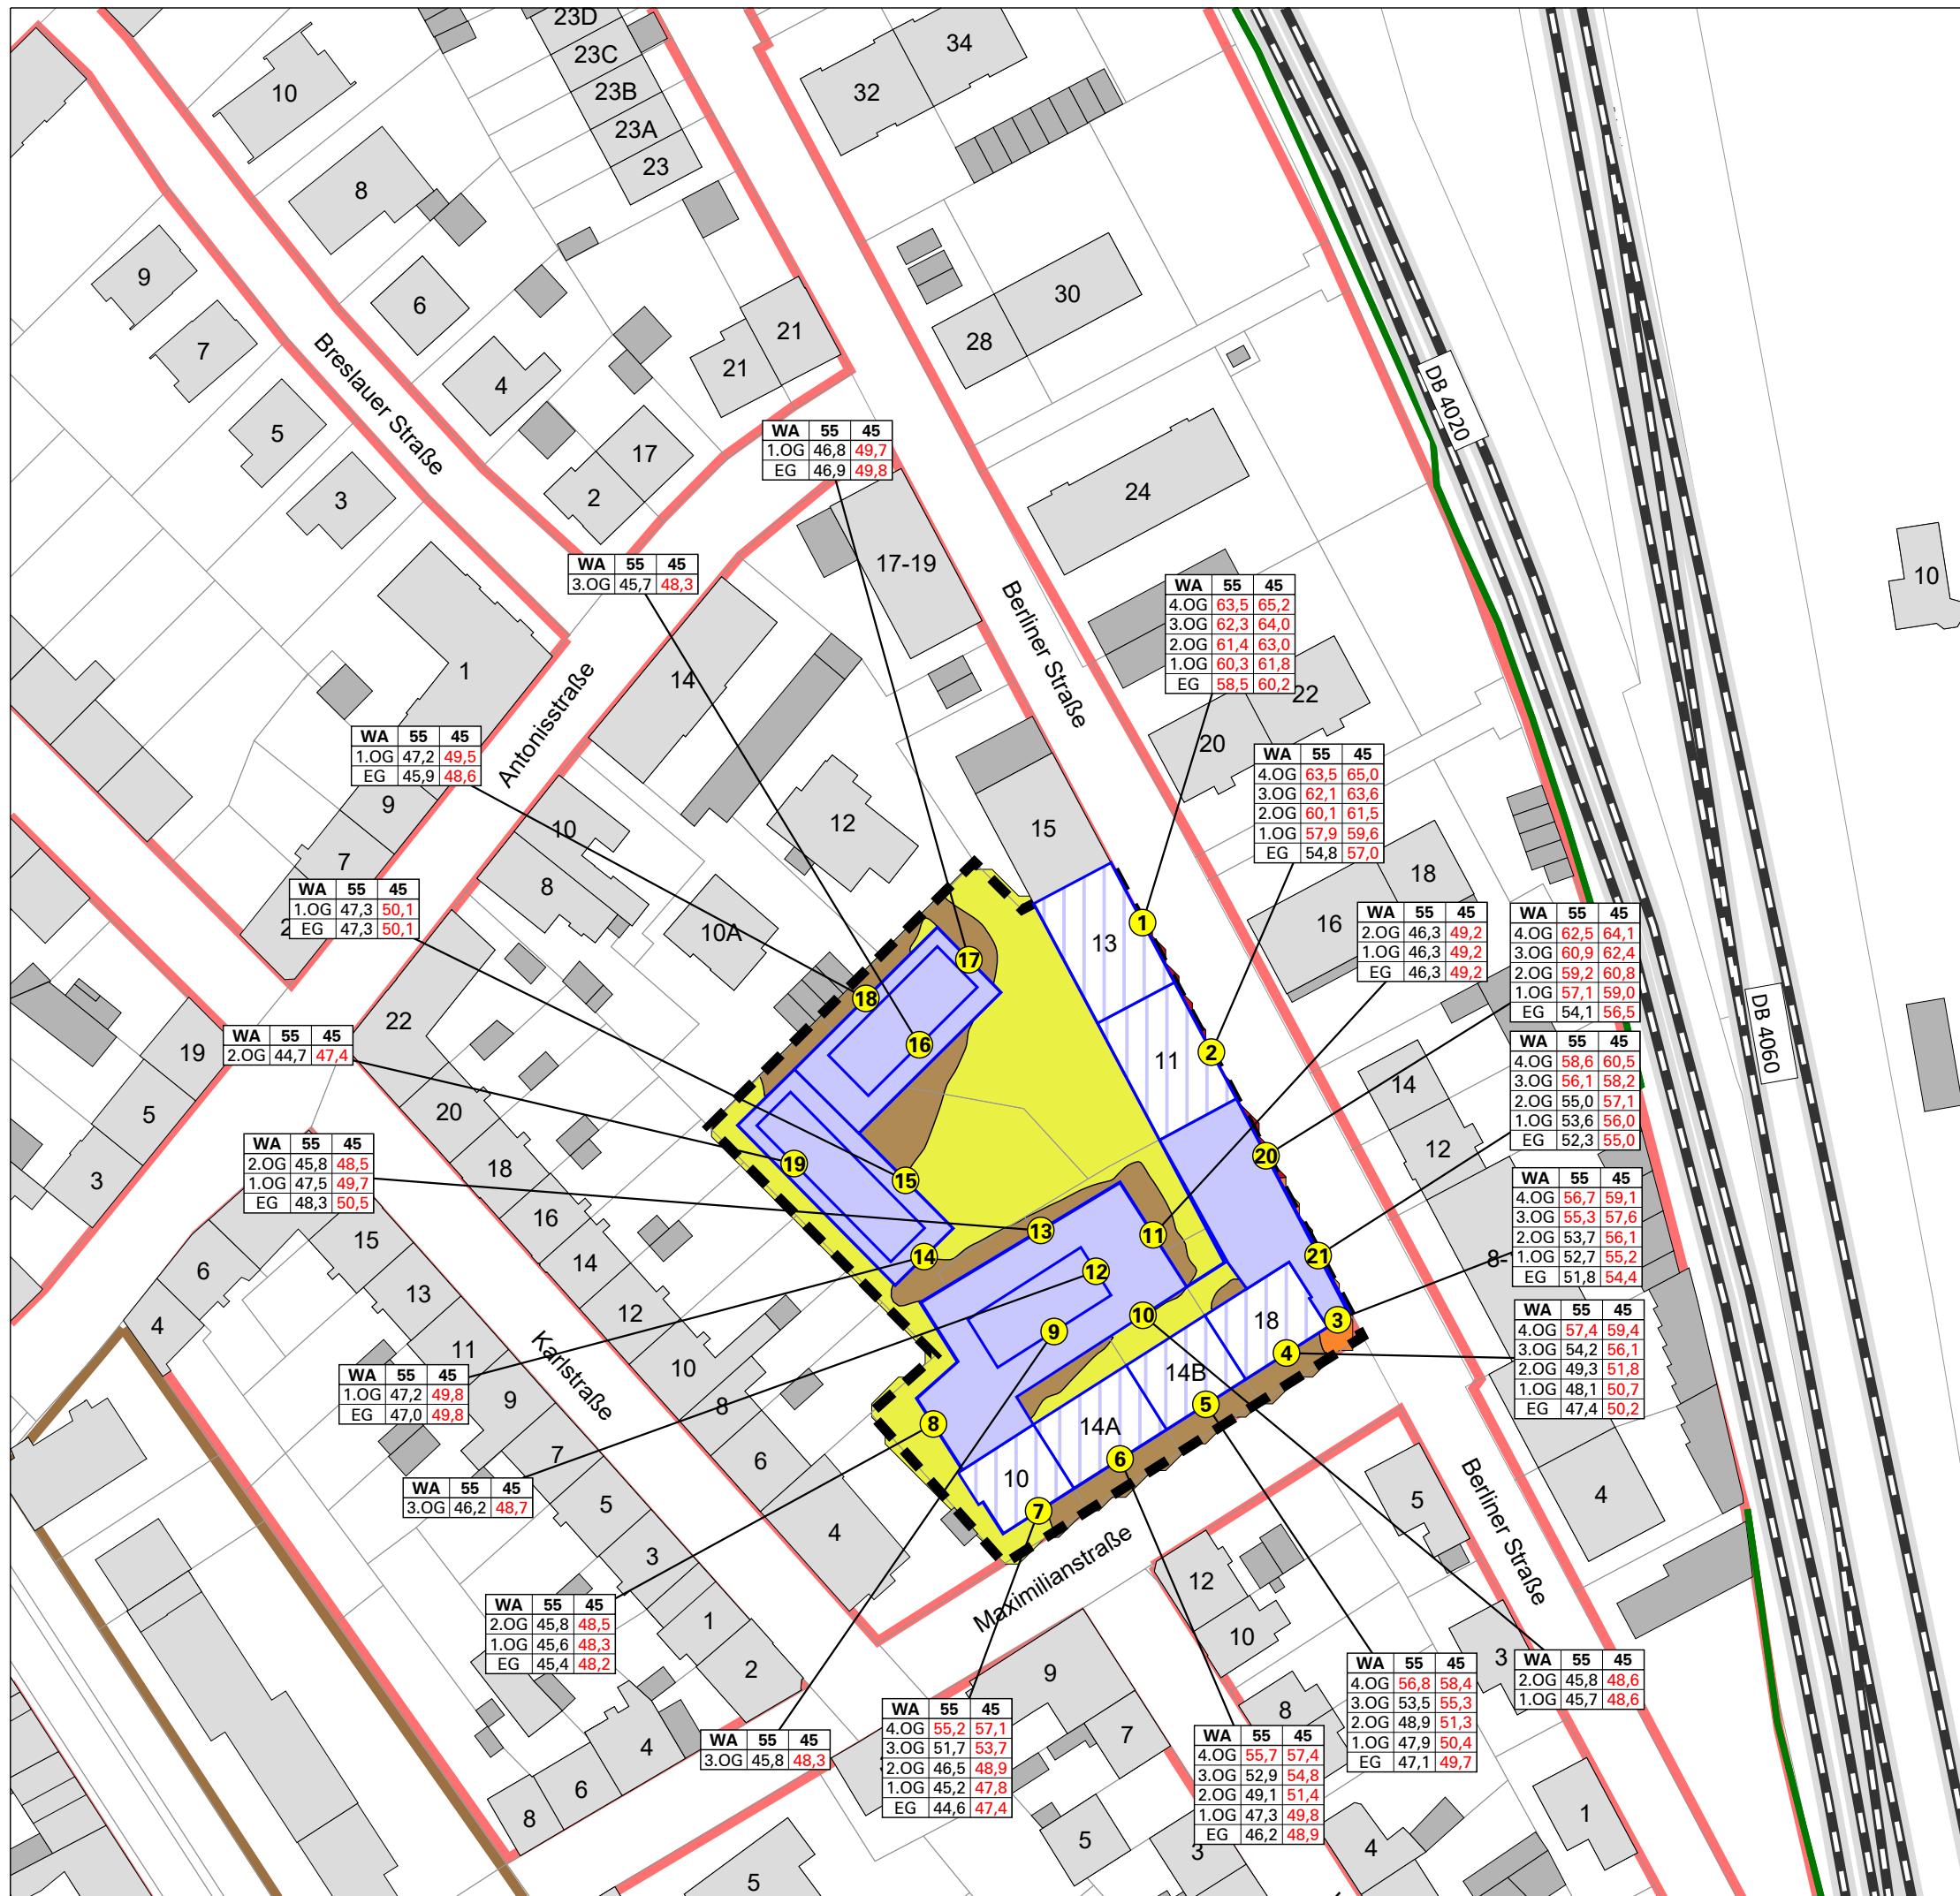 23D
23C
23B
23A
23
34
32
10
8
9
6
7
21
21
30
28
4
5
17
2
3
24
17-19
Breslauer Straße
DB 4020
10
WA 55 45
1.OG 46,8 49,7
EG 46,9 49,8
WA 55 45
3.OG 45,7 48,3
Berliner Straße
WA 55 45
4.OG 63,5 65,2
3.OG 62,3 64,0
2.OG 61,4 63,0
1.OG 60,3 61,8
EG 58,5 60,2
1
14
22
20
Antonisstraße
WA 55 45
1.OG 47,2 49,5
EG 45,9 48,6
WA 55 45
4.OG 63,5 65,0
3.OG 62,1 63,6
2.OG 60,1 61,5
1.OG 57,9 59,6
EG 54,8 57,0
9
10
12
15
7
8
18
16
10A
WA 55 45
1.OG 47,3 50,1
EG 47,3 50,1
2
WA 55 45
2.OG 46,3 49,2
1.OG 46,3 49,2
EG 46,3 49,2
WA 55 45
4.OG 62,5 64,1
3.OG 60,9 62,4
2.OG 59,2 60,8
1.OG 57,1 59,0
EG 54,1 56,5
13
1
17
18
16
11
2
22
19
WA 55 45
2.OG 44,7 47,4
DB 4060
WA 55 45
4.OG 58,6 60,5
3.OG 56,1 58,2
2.OG 55,0 57,1
1.OG 53,6 56,0
EG 52,3 55,0
14
12
5
3
20
18
16
14
12
10
8
6
4
19
15
20
WA 55 45
2.OG 45,8 48,5
1.OG 47,5 49,7
EG 48,3 50,5
WA 55 45
4.OG 56,7 59,1
3.OG 55,3 57,6
2.OG 53,7 56,1
1.OG 52,7 55,2
EG 51,8 54,4
8-
13
11
14
12
21
10
9
18
3
4
14B
5
14A
6
10
7
8
6
4
15
13
11
9
7
5
3
1
2
Karlstraße
WA 55 45
4.OG 57,4 59,4
3.OG 54,2 56,1
2.OG 49,3 51,8
1.OG 48,1 50,7
EG 47,4 50,2
WA 55 45
1.OG 47,2 49,8
EG 47,0 49,8
WA 55 45
3.OG 46,2 48,7
Berliner Straße
4
5
Maximilianstraße
12
10
WA 55 45
2.OG 45,8 48,5
1.OG 45,6 48,3
EG 45,4 48,2
9
7
8
3
WA 55 45
4.OG 56,8 58,4
3.OG 53,5 55,3
2.OG 48,9 51,3
1.OG 47,9 50,4
EG 47,1 49,7
WA 55 45
2.OG 45,8 48,6
1.OG 45,7 48,6
WA 55 45
4.OG 55,2 57,1
3.OG 51,7 53,7
2.OG 46,5 48,9
1.OG 45,2 47,8
EG 44,6 47,4
WA 55 45
3.OG 45,8 48,3
WA 55 45
4.OG 55,7 57,4
3.OG 52,9 54,8
2.OG 49,1 51,4
1.OG 47,3 49,8
EG 46,2 48,9
4
6
8
5
5
3
4
1